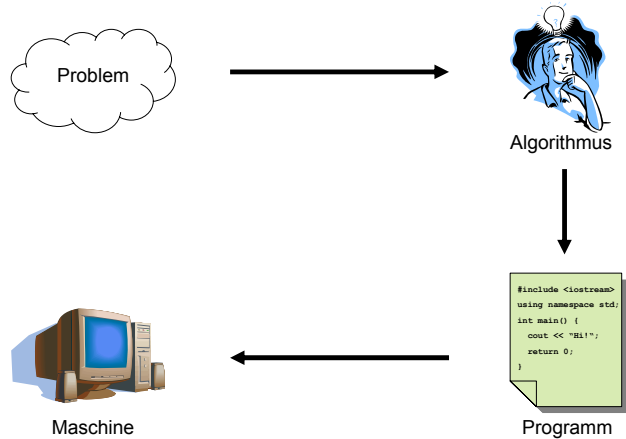 Problem
Algorithmus
#include <iostream>
using namespace std;
int main() {
cout << "Hi!“;
return 0;
}
Maschine
Programm